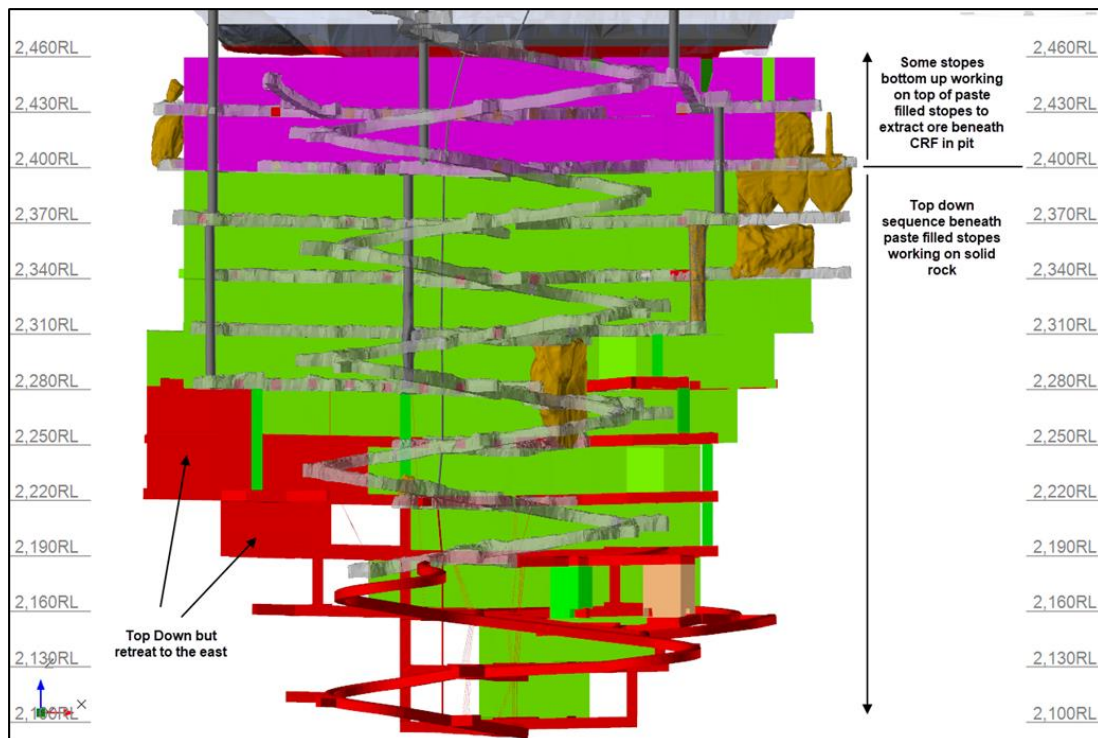 2,460RL
2,430RL
2,400RL
2,370RL
2,340RL
2,310RL
2,280RL
2,250RL
2,220RL
2,190RL
2,160RL
2,130RL
2,100RL
Top Down but
retreat to the east
2,460RL
2,430RL
2,400RL
2,370RL
2,340RL
2,310RL
2,280RL
2,250RL
2,220RL
2,190RL
2,160RL
2,130RL
2,100RL
Some stopes
bottom up working
on top of paste
filled stopes to
extract ore beneath
CRF in pit
Top down
sequence beneath
paste filled stopes
working on solid
rock